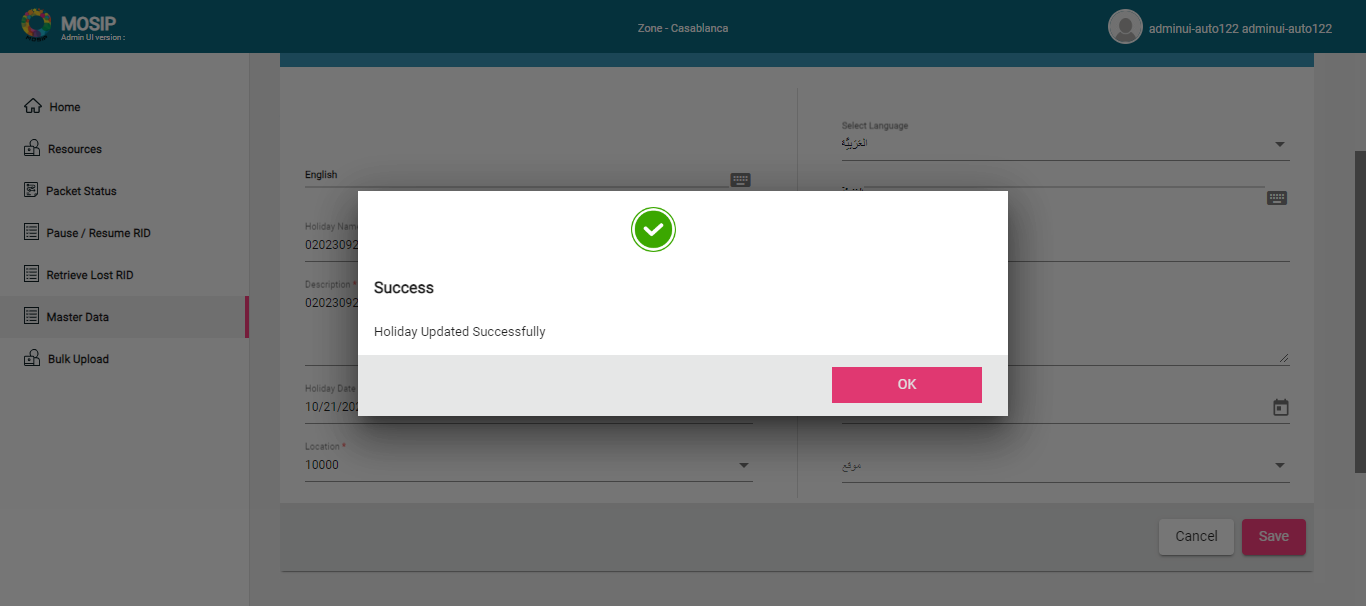 MOSIP
Admin UI version :
Zone - Casablanca
adminui-auto122 adminui-auto122
Home
Resources
Packet Status
Pause / Resume RID
Retrieve Lost RID
Master Data
Bulk Upload
English
Select Language
العَرَبِيَّة
Holiday Name
02023092
Description *
02023092
Holiday Date
10/21/202
Location *
10000
موقع
Success
Holiday Updated Successfully
OK
Cancel
Save